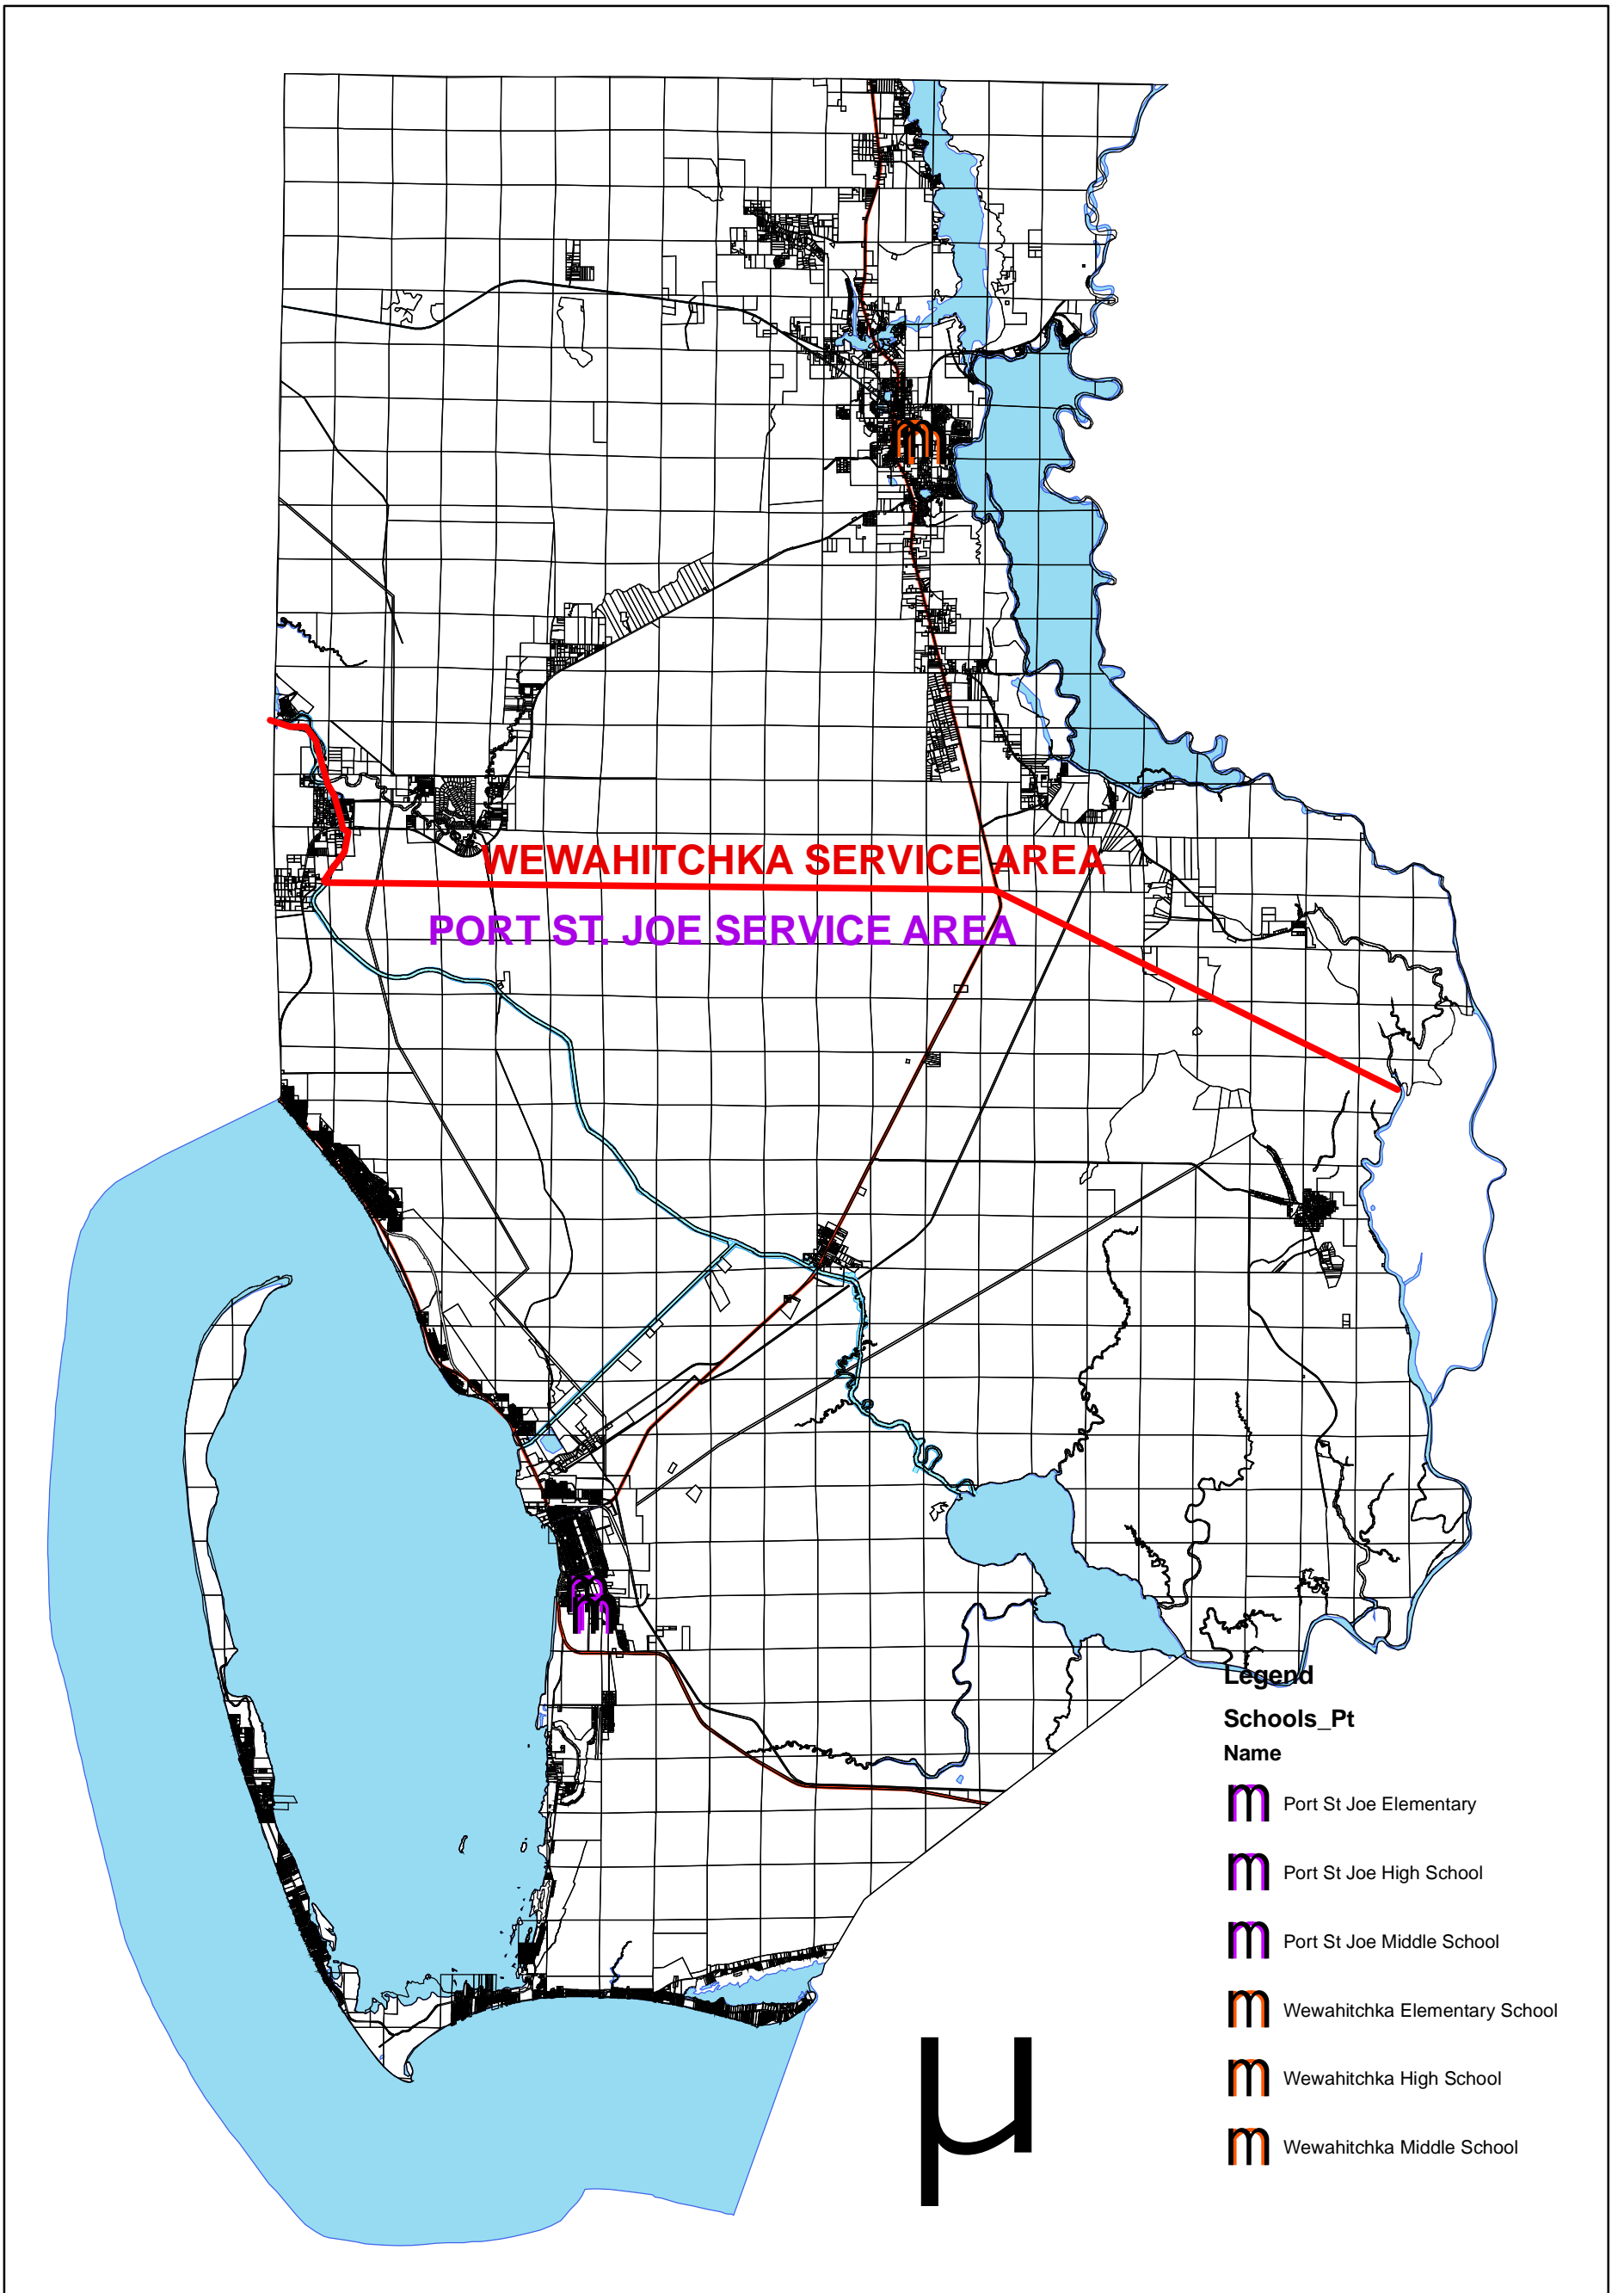 WEWAHITCHKA SERVICE AREA
PORT ST. JOE SERVICE AREA
Legend
Schools_Pt
Name
m Port St Joe Elementary
m Port St Joe High School
m Port St Joe Middle School
m Wewahitchka Elementary School
m Wewahitchka High School
m Wewahitchka Middle School
µ